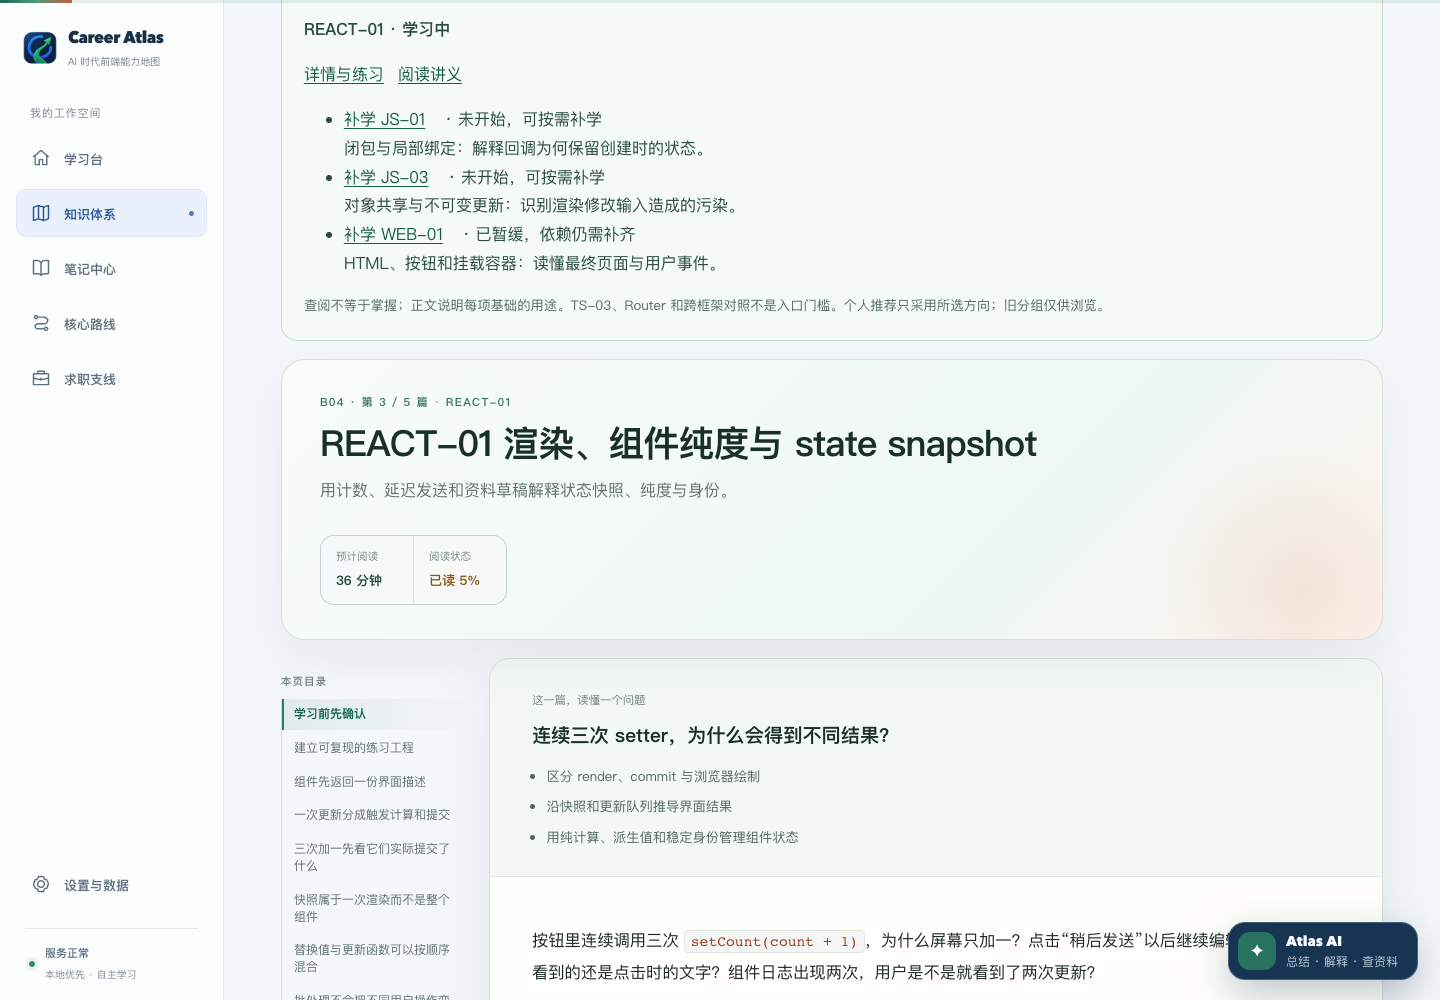 Career Atlas
AI 时代前端能力地图
我的工作空间
学习台
知识体系
笔记中心
核心路线
求职支线
设置与数据
服务正常
本地优先 · 自主学习
REACT-01 · 学习中
详情与练习 阅读讲义
补学 JS-01 · 未开始，可按需补学
闭包与局部绑定：解释回调为何保留创建时的状态。
补学 JS-03 · 未开始，可按需补学
对象共享与不可变更新：识别渲染修改输入造成的污染。
补学 WEB-01 · 已暂缓，依赖仍需补齐
HTML、按钮和挂载容器：读懂最终页面与用户事件。
查阅不等于掌握；正文说明每项基础的用途。TS-03、Router 和跨框架对照不是入口门槛。个人推荐只采用所选方向；旧分组仅供浏览。
B04 · 第 3 / 5 篇 · REACT-01
REACT-01 渲染、组件纯度与 state snapshot
用计数、延迟发送和资料草稿解释状态快照、纯度与身份。
预计阅读
36 分钟
阅读状态
已读 5%
本页目录
学习前先确认
建立可复现的练习工程
组件先返回一份界面描述
一次更新分成触发计算和提交
三次加一先看它们实际提交了
什么
快照属于一次渲染而不是整个
组件
替换值与更新函数可以按顺序
混合
批处理不会把不同用户操作变
这一篇，读懂一个问题
连续三次 setter，为什么会得到不同结果？
区分 render、commit 与浏览器绘制
沿快照和更新队列推导界面结果
用纯计算、派生值和稳定身份管理组件状态
按钮里连续调用三次 setCount(count + 1)，为什么屏幕只加一？点击“稍后发送”以后继续编
看到的还是点击时的文字？组件日志出现两次，用户是不是就看到了两次更新？
Atlas AI
总结 · 解释 · 查资料